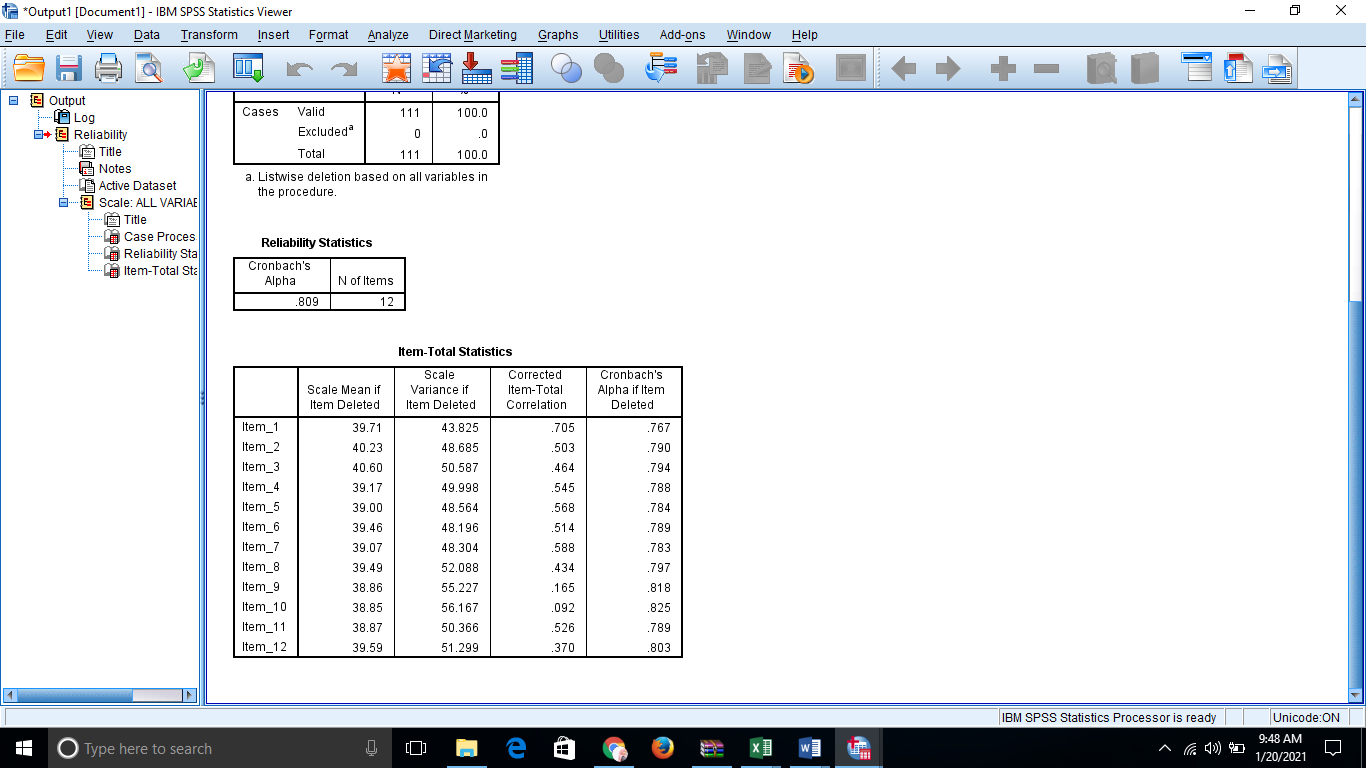 *Output1 [Document1] - IBM SPSS Statistics Viewer
File Edit View Data Transform Insert Format Analyze Direct Marketing Graphs Utilities Add-ons Window Help
Output
Log
Reliability
Title
Notes
Active Dataset
Scale: ALL VARIAE
Title
Case Proces
Reliability Sta
Item-Total Sta
Cases Valid 111 100.0
Excludedª 0 .0
Total 111 100.0
a. Listwise deletion based on all variables in
the procedure.
Reliability Statistics
Cronbach's
Alpha N of Items
.809 12
Item-Total Statistics
Scale Corrected Cronbach's
Scale Mean if Variance if Item-Total Alpha if Item
Item Deleted Item Deleted Correlation Deleted
Item_1 39.71 43.825 .705 .767
Item_2 40.23 48.685 .503 .790
Item_3 40.60 50.587 .464 .794
Item_4 39.17 49.998 .545 .788
Item_5 39.00 48.564 .568 .784
Item_6 39.46 48.196 .514 .789
Item_7 39.07 48.304 .588 .783
Item_8 39.49 52.088 .434 .797
Item_9 38.86 55.227 .165 .818
Item_10 38.85 56.167 .092 .825
Item_11 38.87 50.366 .526 .789
Item_12 39.59 51.299 .370 .803
IBM SPSS Statistics Processor is ready Unicode:ON
Type here to search
9:48 AM
1/20/2021